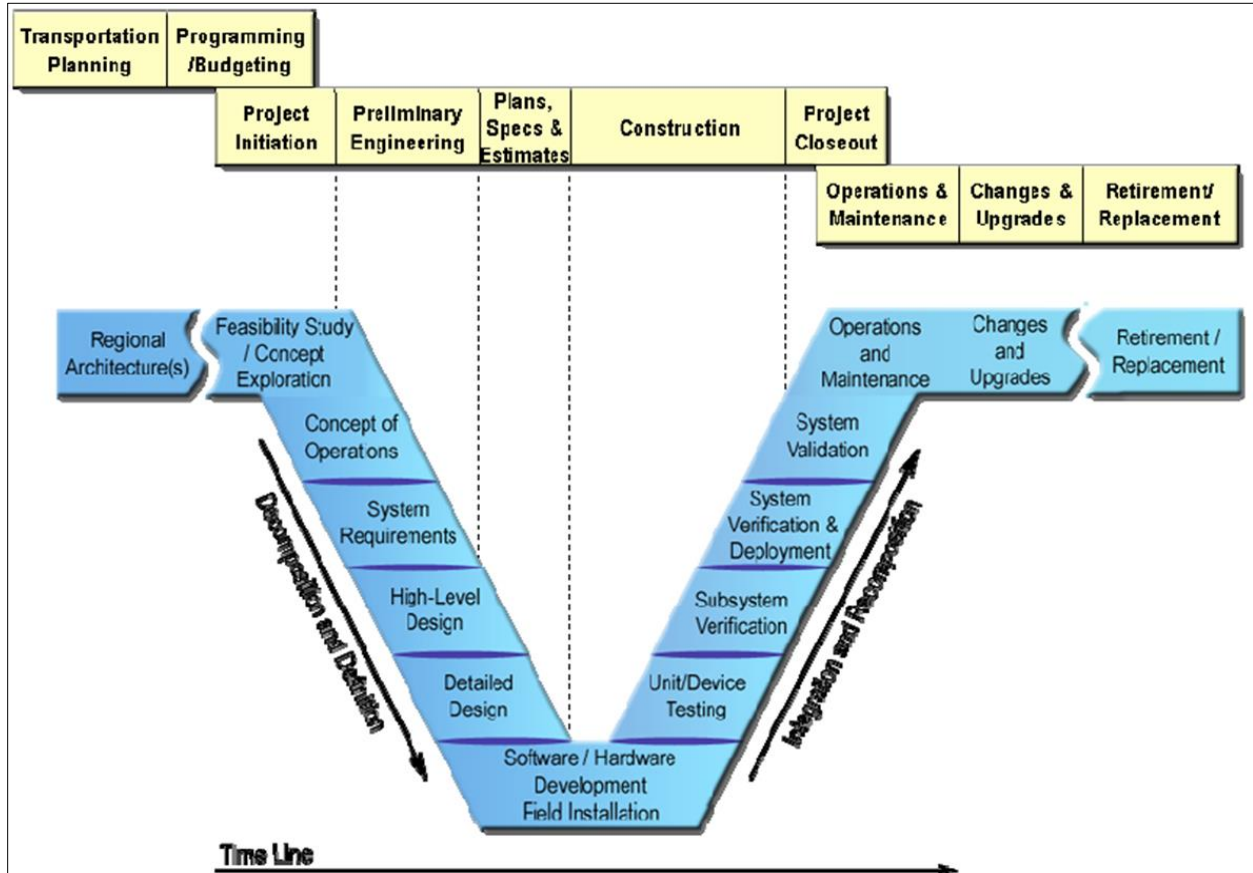 Transportation
Planning
Programming
/Budgeting
Project
Initiation
Preliminary
Engineering
Plans,
Specs &
Estimates
Construction
Project
Closeout
Operations &
Maintenance
Changes &
Upgrades
Retirement/
Replacement
Regional
Architecture(s)
Feasibility Study
/ Concept
Exploration
Concept of
Operations
System
Requirements
High-Level
Design
Detailed
Design
Software / Hardware
Development
Field Installation
Unit/Device
Testing
Subsystem
Verification
System
Verification &
Deployment
System
Validation
Operations
and
Maintenance
Changes
and
Upgrades
Retirement /
Replacement
Decomposition and Definition
Integration and Recomposition
Time Line